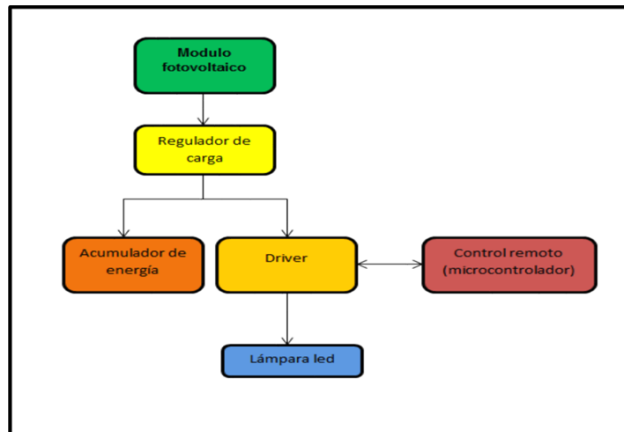 Modulo
fotovoltaico
Regulador de
carga
Acumulador de
energía
Driver
Control remoto
(microcontrolador)
Lámpara led